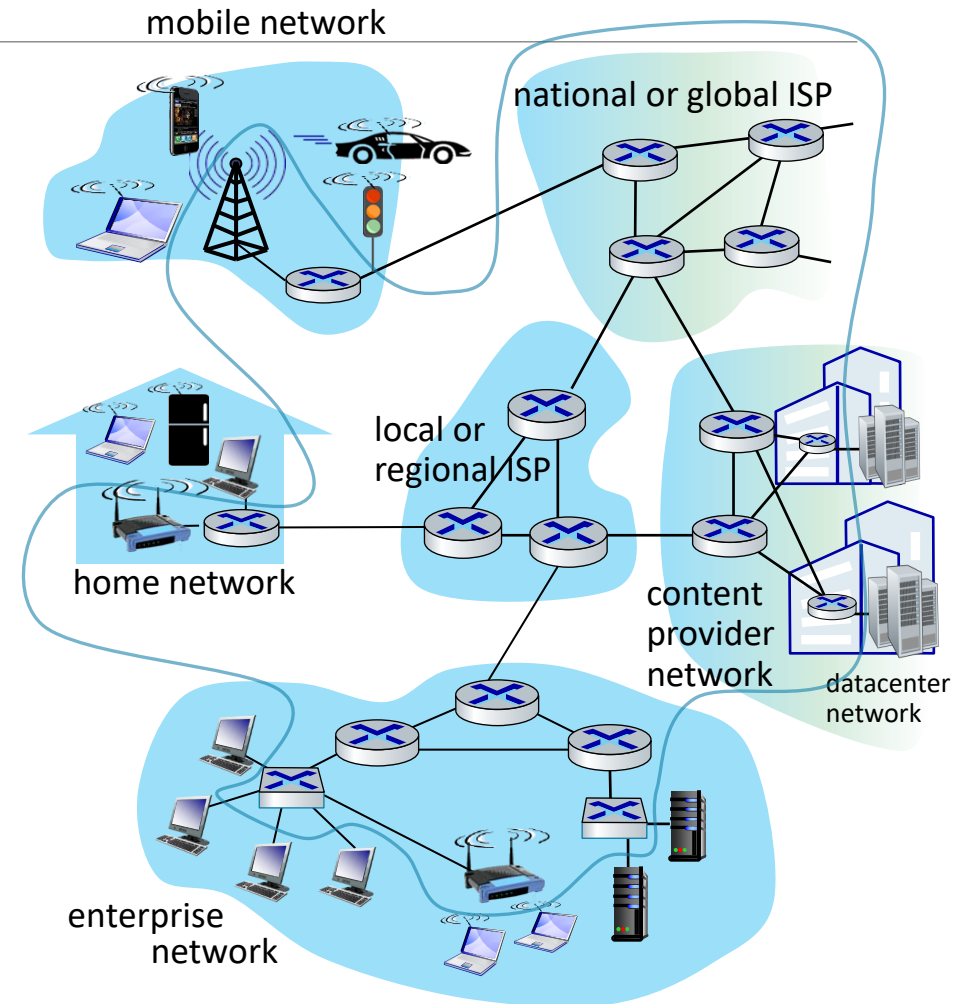 mobile network
national or global ISP
local or
regional ISP
home network
content
provider
network
datacenter
network
enterprise
network